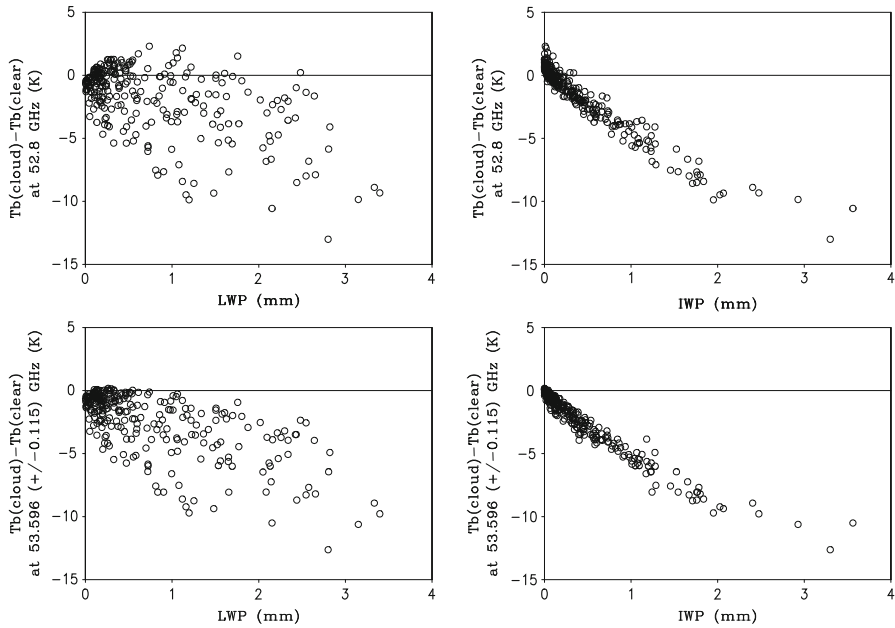 5
0
−5
−10
−15
Tb(cloud)−Tb(clear)
at 52.8 GHz (K)
0 1 2 3 4
LWP (mm)
5
0
−5
−10
−15
Tb(cloud)−Tb(clear)
at 52.8 GHz (K)
0 1 2 3 4
IWP (mm)
5
0
−5
−10
−15
Tb(cloud)−Tb(clear)
at 53.596 (+/−0.115) GHz (K)
0 1 2 3 4
LWP (mm)
5
0
−5
−10
−15
Tb(cloud)−Tb(clear)
at 53.596 (+/−0.115) GHz (K)
0 1 2 3 4
IWP (mm)